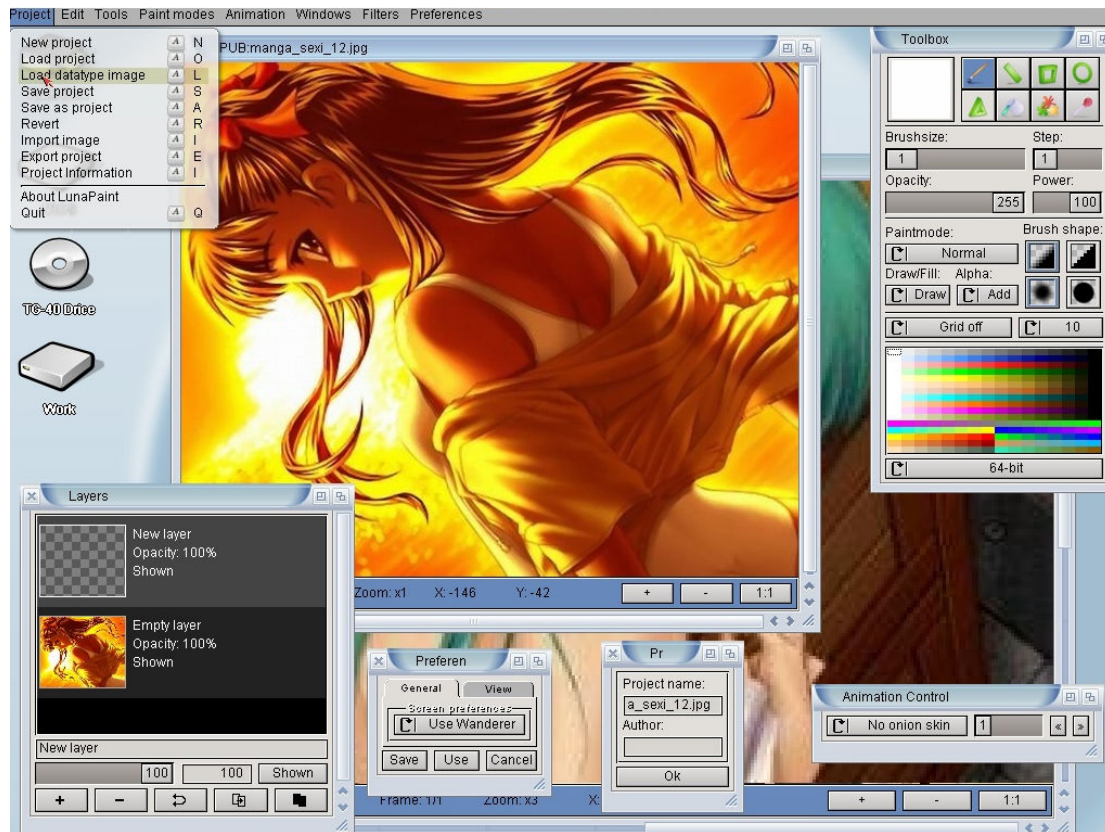 Project Edit Tools Paint modes Animation Windows Filters Preferences
New project A N
Load project A O
Load datatype image A L
Save project A S
Save as project A A
Revert A R
Import image A I
Export project A E
Project Information A I
About LunaPaint
Quit A Q
PUB:manga_sexi_12.jpg
Toolbox
Brushsize: Step:
1 1
Opacity: Power:
255 100
Paintmode: Brush shape:
Normal
Draw/Fill: Alpha:
Draw Add
Grid off 10
64-bit
TG-40 Drice
Work
Layers
New layer
Opacity: 100%
Shown
Empty layer
Opacity: 100%
Shown
New layer
100 100 Shown
+ -
Zoom: x1 X:-146 Y:-42 + - 1:1
Preferen
General View
Screen preferences
Use Wanderer
Save Use Cancel
Pr
Project name:
a_sexi_12.jpg
Author:
Ok
Animation Control
No onion skin 1 « »
Frame: 1/1 Zoom: x3 X: + - 1:1